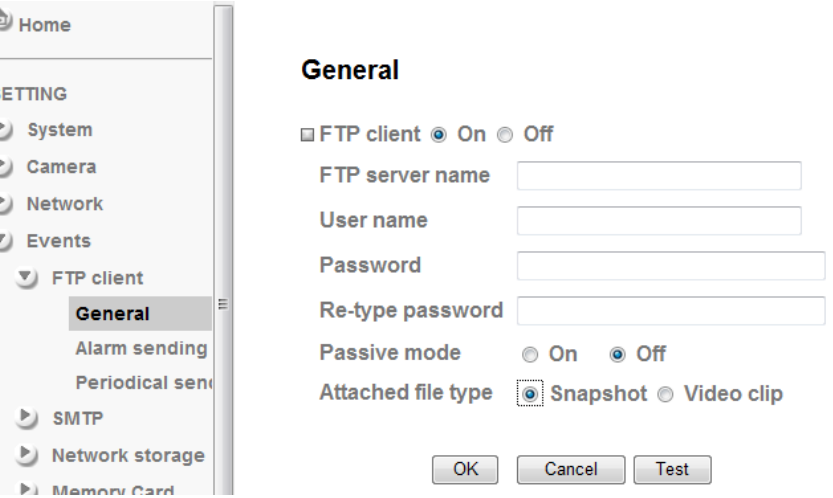 Home
SETTING
System
Camera
Network
Events
FTP client
General
Alarm sending
Periodical
SMTP
Network storage
Memory Card
General
FTP client On Off
FTP server name
User name
Password
Re-type password
Passive mode On Off
Attached file type Snapshot Video clip
OK Cancel Test